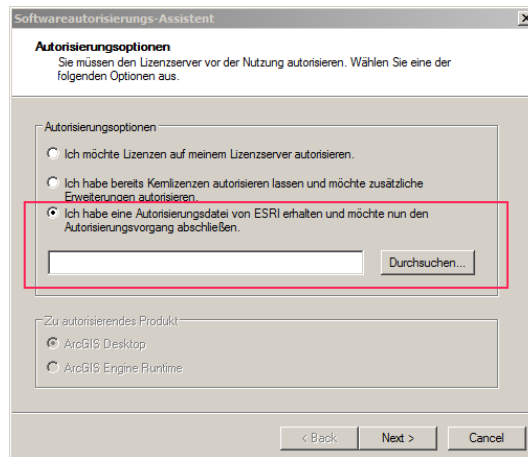 Softwareautorisierungs-Assistent
Autorisierungsoptionen
Sie müssen den Lizenzserver vor der Nutzung autorisieren. Wählen Sie eine der
folgenden Optionen aus.
Autorisierungsoptionen
Ich möchte Lizenzen auf meinem Lizenzserver autorisieren.
Ich habe bereits Kernlizenzen autorisieren lassen und möchte zusätzliche
Erweiterungen autorisieren.
Ich habe eine Autorisierungsdatei von ESRI erhalten und möchte nun den
Autorisierungsvorgang abschließen.
Durchsuchen...
Zu autorisierendes Produkt
ArcGIS Desktop
ArcGIS Engine Runtime
< Back
Next >
Cancel